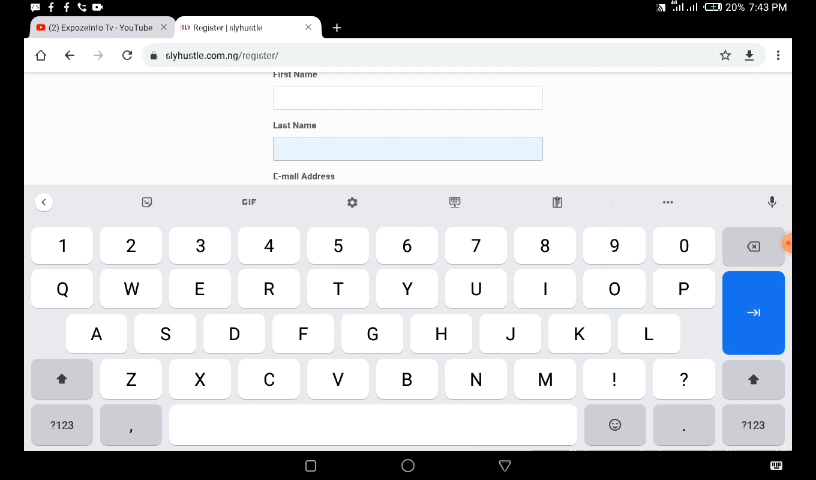 20% 7:43 PM
(2) ExpozeInfo Tv - YouTube
Register | slyhustle
slyhustle.com.ng/register/
First Name
Last Name
E-mail Address
GIF
1 2 3 4 5 6 7 8 9 0
Q W E R T Y U I O P
A S D F G H J K L
Z X C V B N M ! ?
?123 , . ?123